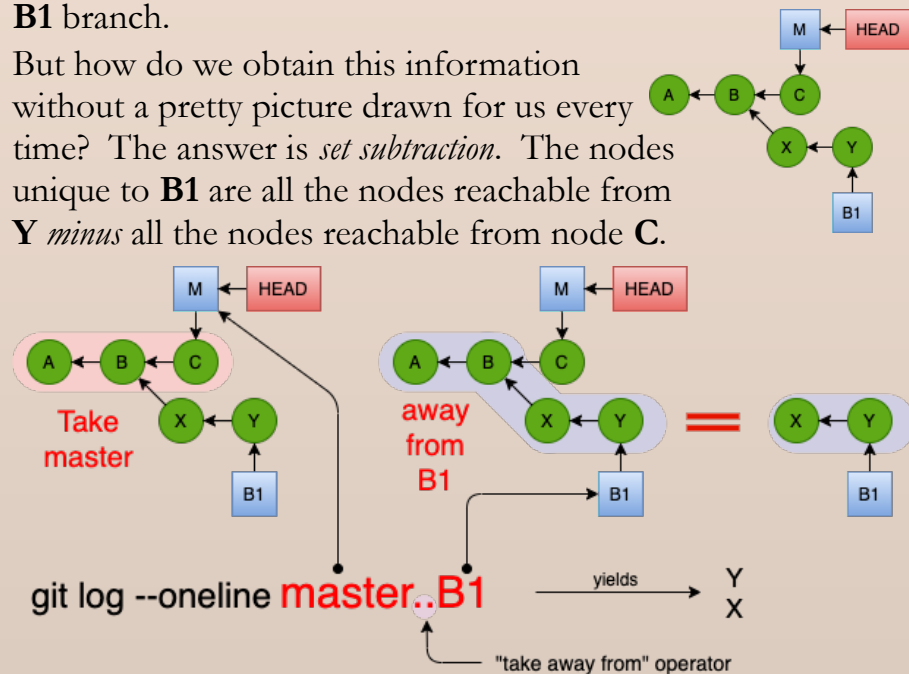 B1 branch.
But how do we obtain this information
without a pretty picture drawn for us every
time? The answer is set subtraction. The nodes
unique to B1 are all the nodes reachable from
Y minus all the nodes reachable from node C.
M HEAD
A B C
X Y
B1
M HEAD
A B C
X Y
Take
master
B1
M HEAD
A B C
X Y
away
from
B1
B1
=
X Y
B1
git log --oneline master..B1
yields
Y
X
"take away from" operator